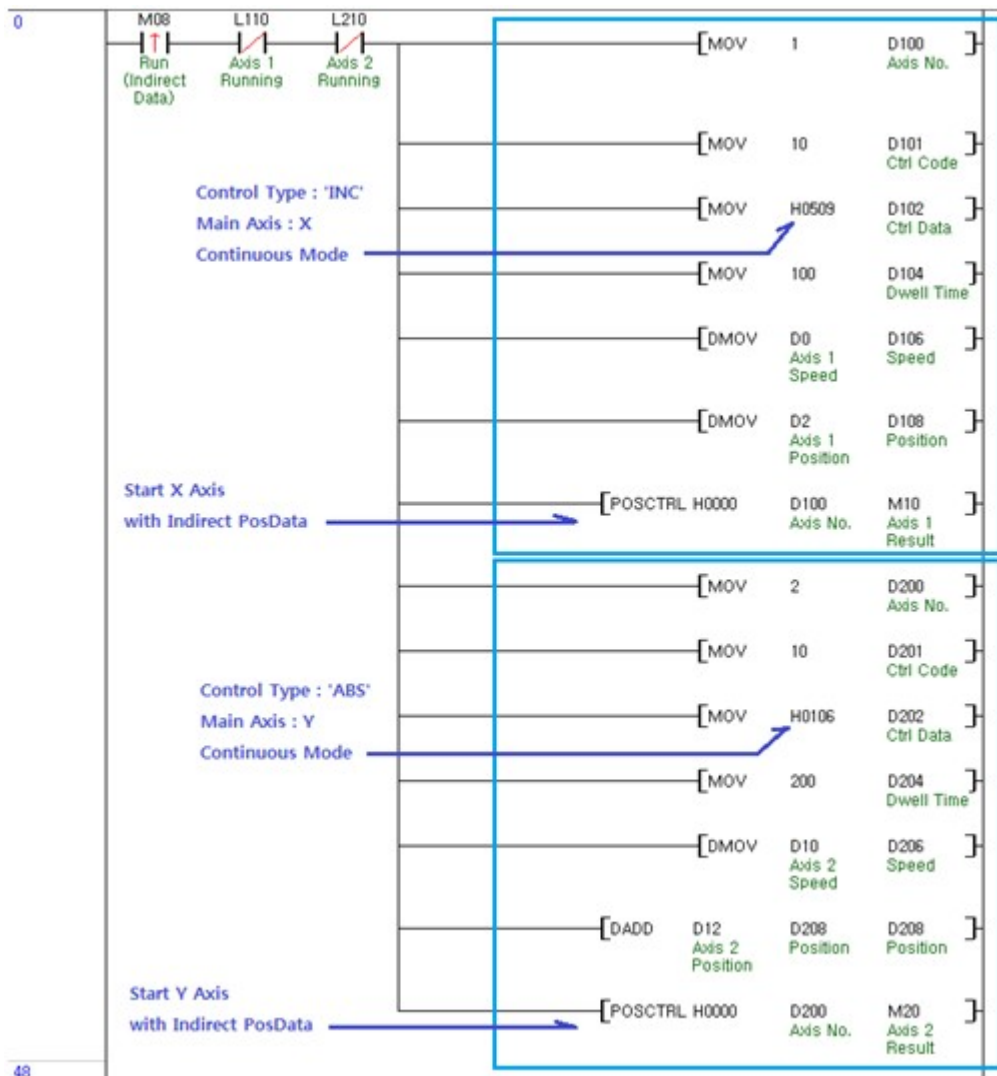 0
M08 L110 L210
Run Axis 1 Axis 2
(Indirect Running Running
Data)
[MOV 1 D100 ]
Axis No.
[MOV 10 D101 ]
Ctrl Code
Control Type : 'INC'
[MOV H0509 D102 ]
Ctrl Data
Main Axis : X
Continuous Mode
[MOV 100 D104 ]
Dwell Time
[DMOV D0 D106 ]
Axis 1 Speed
Speed
[DMOV D2 D108 ]
Axis 1 Position
Position
Start X Axis
with Indirect PosData
[POSCTRL H0000 D100 M10 ]
Axis No. Axis 1
Result
[MOV 2 D200 ]
Axis No.
[MOV 10 D201 ]
Ctrl Code
Control Type : 'ABS'
Main Axis : Y
[MOV H0106 D202 ]
Ctrl Data
Continuous Mode
[MOV 200 D204 ]
Dwell Time
[DMOV D10 D206 ]
Axis 2 Speed
Speed
[DADD D12 D208 D208 ]
Axis 2 Position Position
Position
Start Y Axis
with Indirect PosData
[POSCTRL H0000 D200 M20 ]
Axis No. Axis 2
Result
48